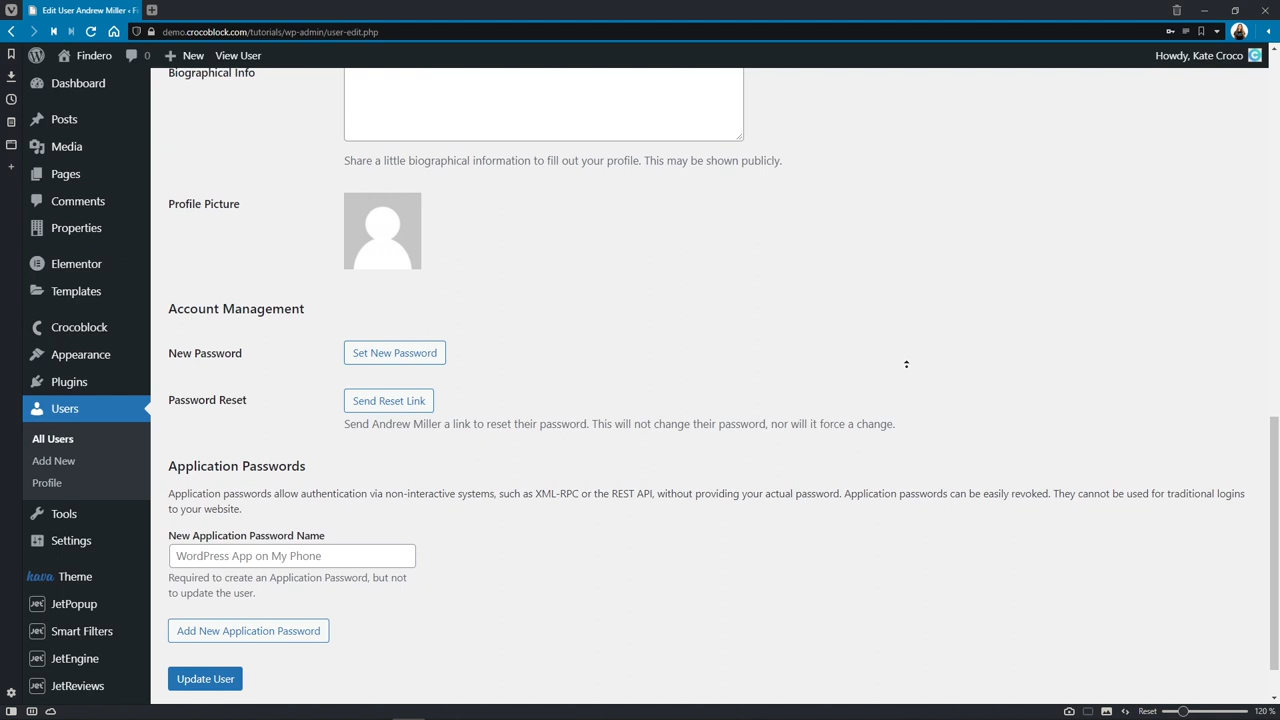 Edit User Andrew Miller ‹ F
demo.crocoblock.com/tutorials/wp-admin/user-edit.php
Findero
0
New
View User
Howdy, Kate Croco
Dashboard
Posts
Media
Pages
Comments
Properties
Elementor
Templates
Crocoblock
Appearance
Plugins
Users
All Users
Add New
Profile
Tools
Settings
kava Theme
JET JetPopup
JET Smart Filters
JET JetEngine
JET JetReviews
Biographical Info
Share a little biographical information to fill out your profile. This may be shown publicly.
Profile Picture
Account Management
New Password
Set New Password
Password Reset
Send Reset Link
Send Andrew Miller a link to reset their password. This will not change their password, nor will it force a change.
Application Passwords
Application passwords allow authentication via non-interactive systems, such as XML-RPC or the REST API, without providing your actual password. Application passwords can be easily revoked. They cannot be used for traditional logins
to your website.
New Application Password Name
WordPress App on My Phone
Required to create an Application Password, but not
to update the user.
Add New Application Password
Update User
Reset
120 %